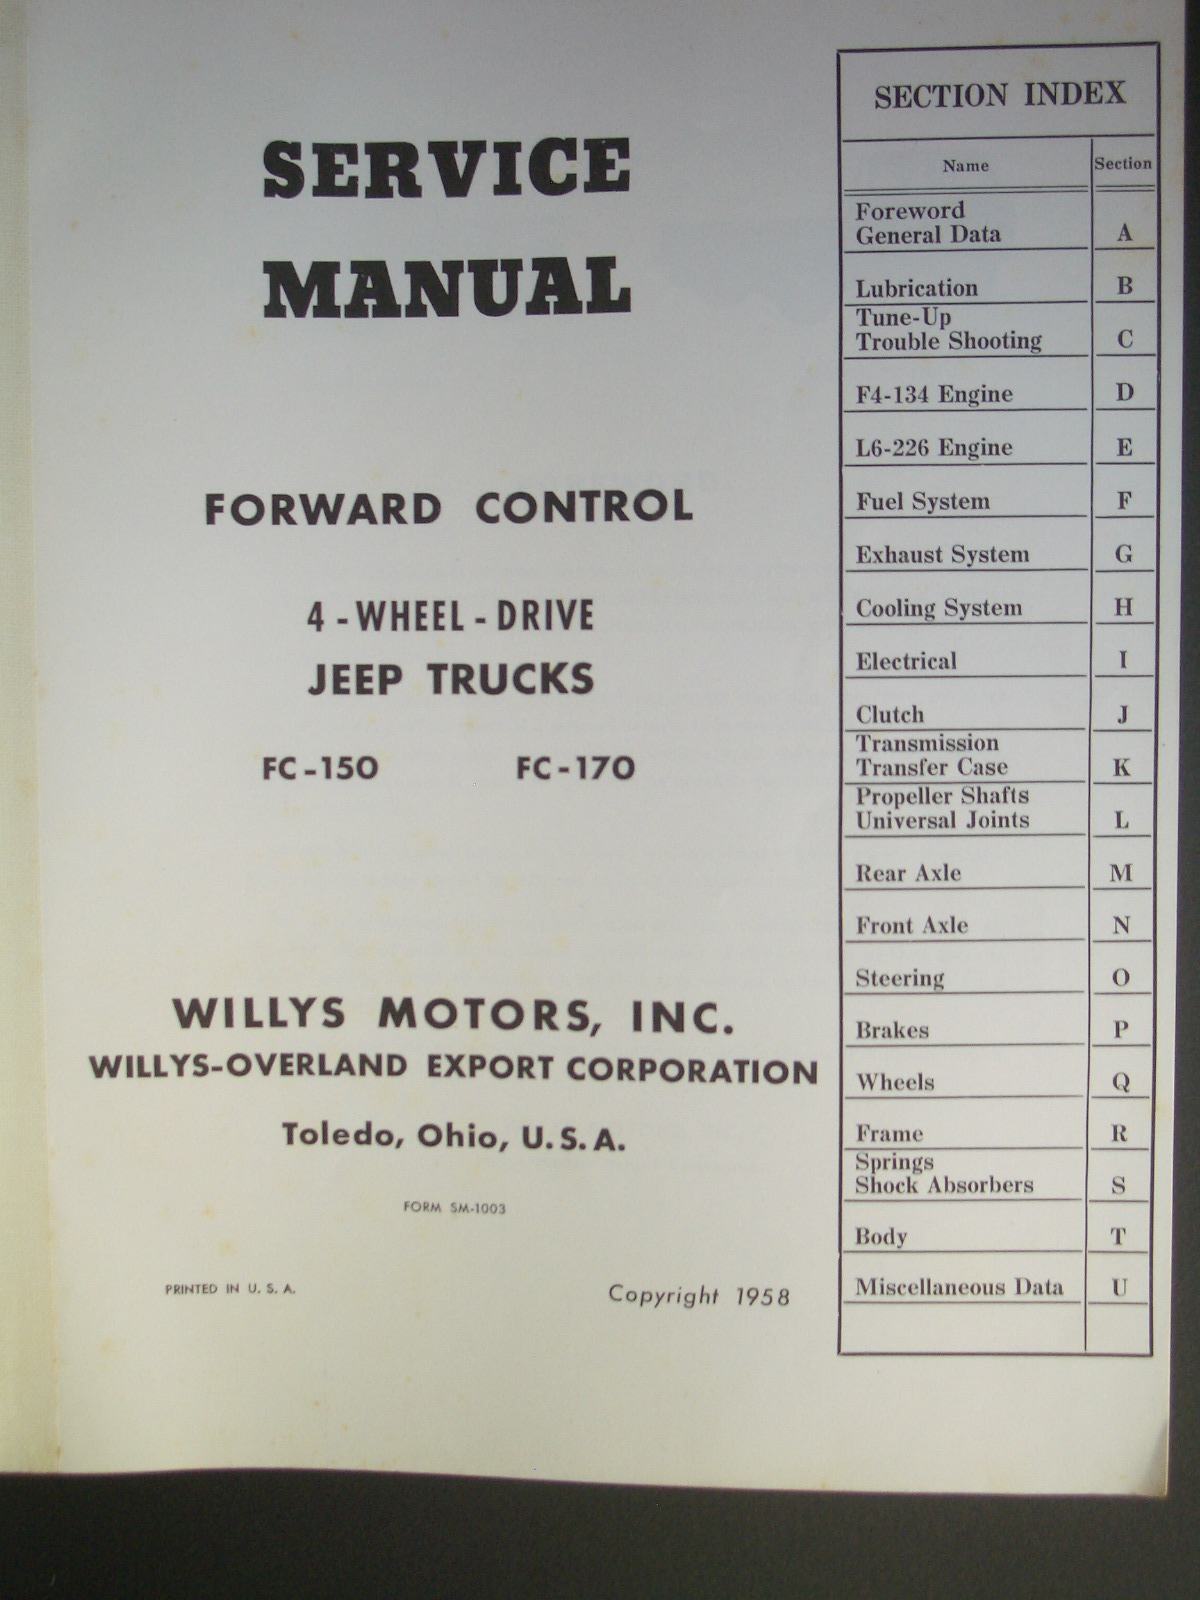 SERVICE
MANUAL
FORWARD CONTROL
4-WHEEL-DRIVE
JEEP TRUCKS
FC-150 FC-170
WILLYS MOTORS, INC.
WILLYS-OVERLAND EXPORT CORPORATION
Toledo, Ohio, U.S.A.
FORM SM-1003
PRINTED IN U. S. A. Copyright 1958
SECTION INDEX
Name Section
Foreword
General Data A
Lubrication B
Tune-Up
Trouble Shooting C
F4-134 Engine D
L6-226 Engine E
Fuel System F
Exhaust System G
Cooling System H
Electrical I
Clutch J
Transmission
Transfer Case K
Propeller Shafts
Universal Joints L
Rear Axle M
Front Axle N
Steering O
Brakes P
Wheels Q
Frame R
Springs
Shock Absorbers S
Body T
Miscellaneous Data U